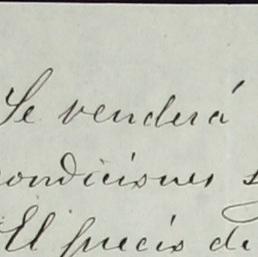 Se venderá
condiciones s
El precio de